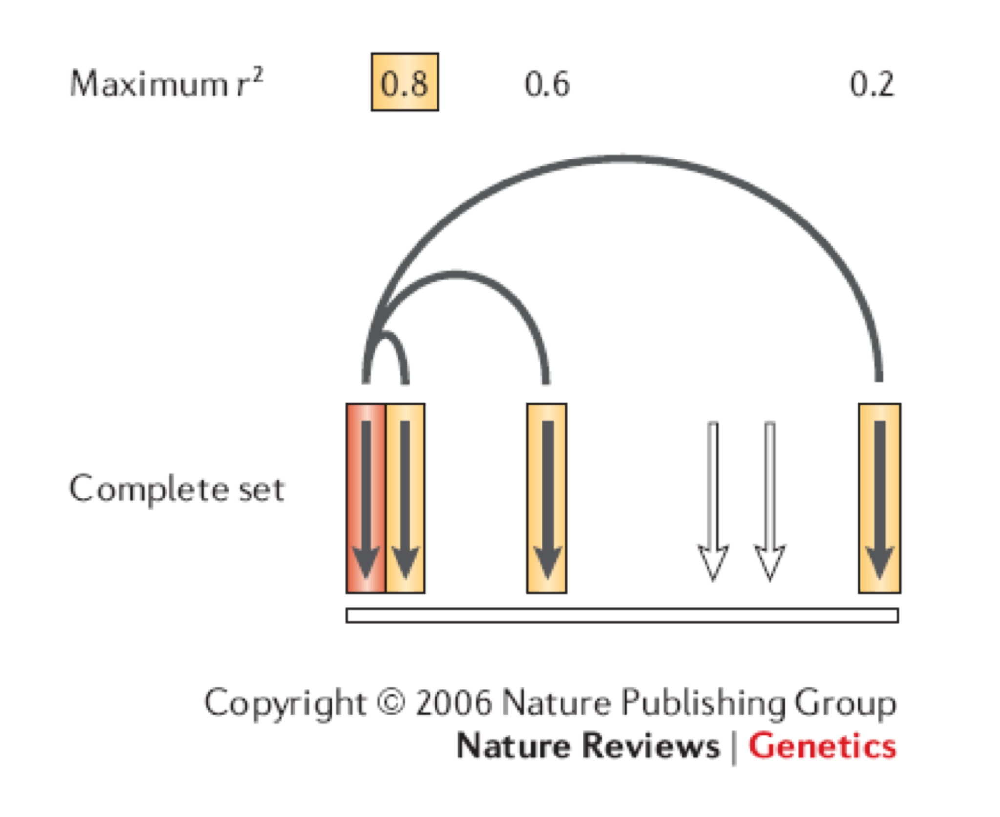 Maximum r²
0.8
0.6
0.2
Complete set
Copyright © 2006 Nature Publishing Group
Nature Reviews | Genetics